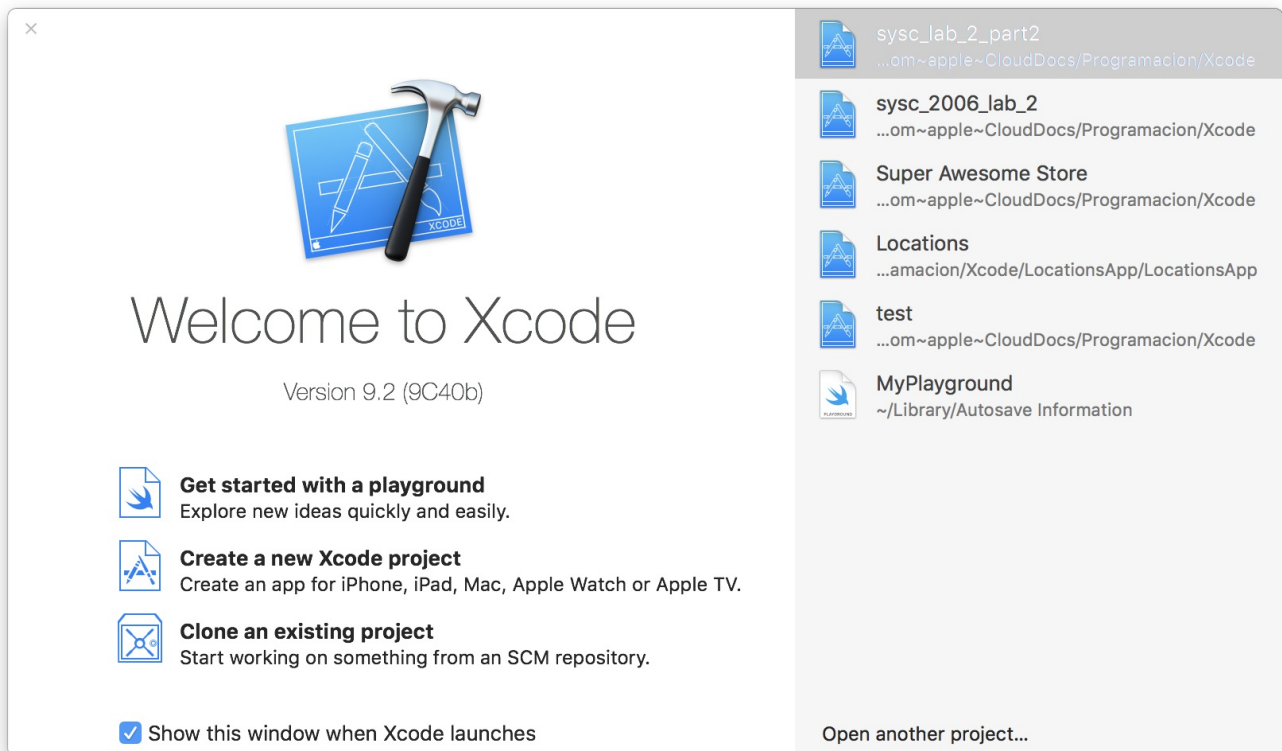 XCODE
Welcome to Xcode
Version 9.2 (9C40b)
Get started with a playground
Explore new ideas quickly and easily.
Create a new Xcode project
Create an app for iPhone, iPad, Mac, Apple Watch or Apple TV.
Clone an existing project
Start working on something from an SCM repository.
Show this window when Xcode launches
sysc_lab_2_part2
...om~apple~CloudDocs/Programacion/Xcode
sysc_2006_lab_2
...om~apple~CloudDocs/Programacion/Xcode
Super Awesome Store
...om~apple~CloudDocs/Programacion/Xcode
Locations
...amacion/Xcode/LocationsApp/LocationsApp
test
...om~apple~CloudDocs/Programacion/Xcode
PLAYGROUND
MyPlayground
~/Library/Autosave Information
Open another project...